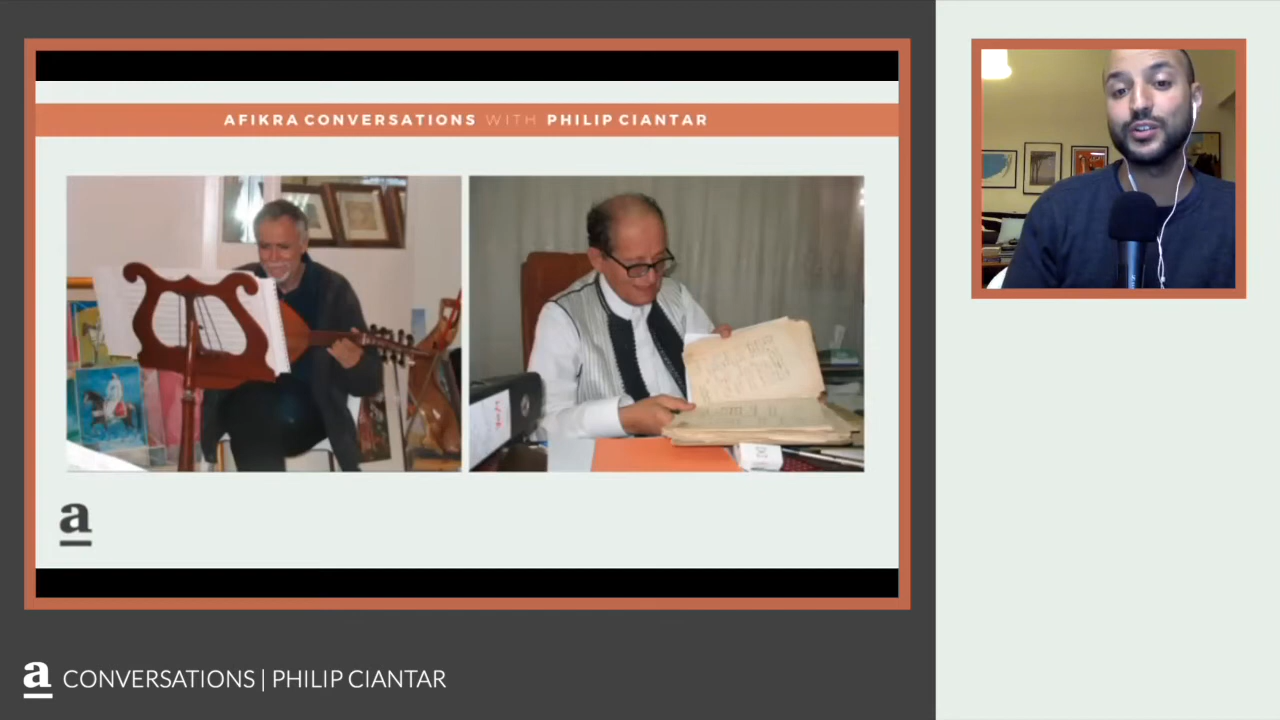 AFIKRA CONVERSATIONS WITH PHILIP CIANTAR
a
a CONVERSATIONS | PHILIP CIANTAR